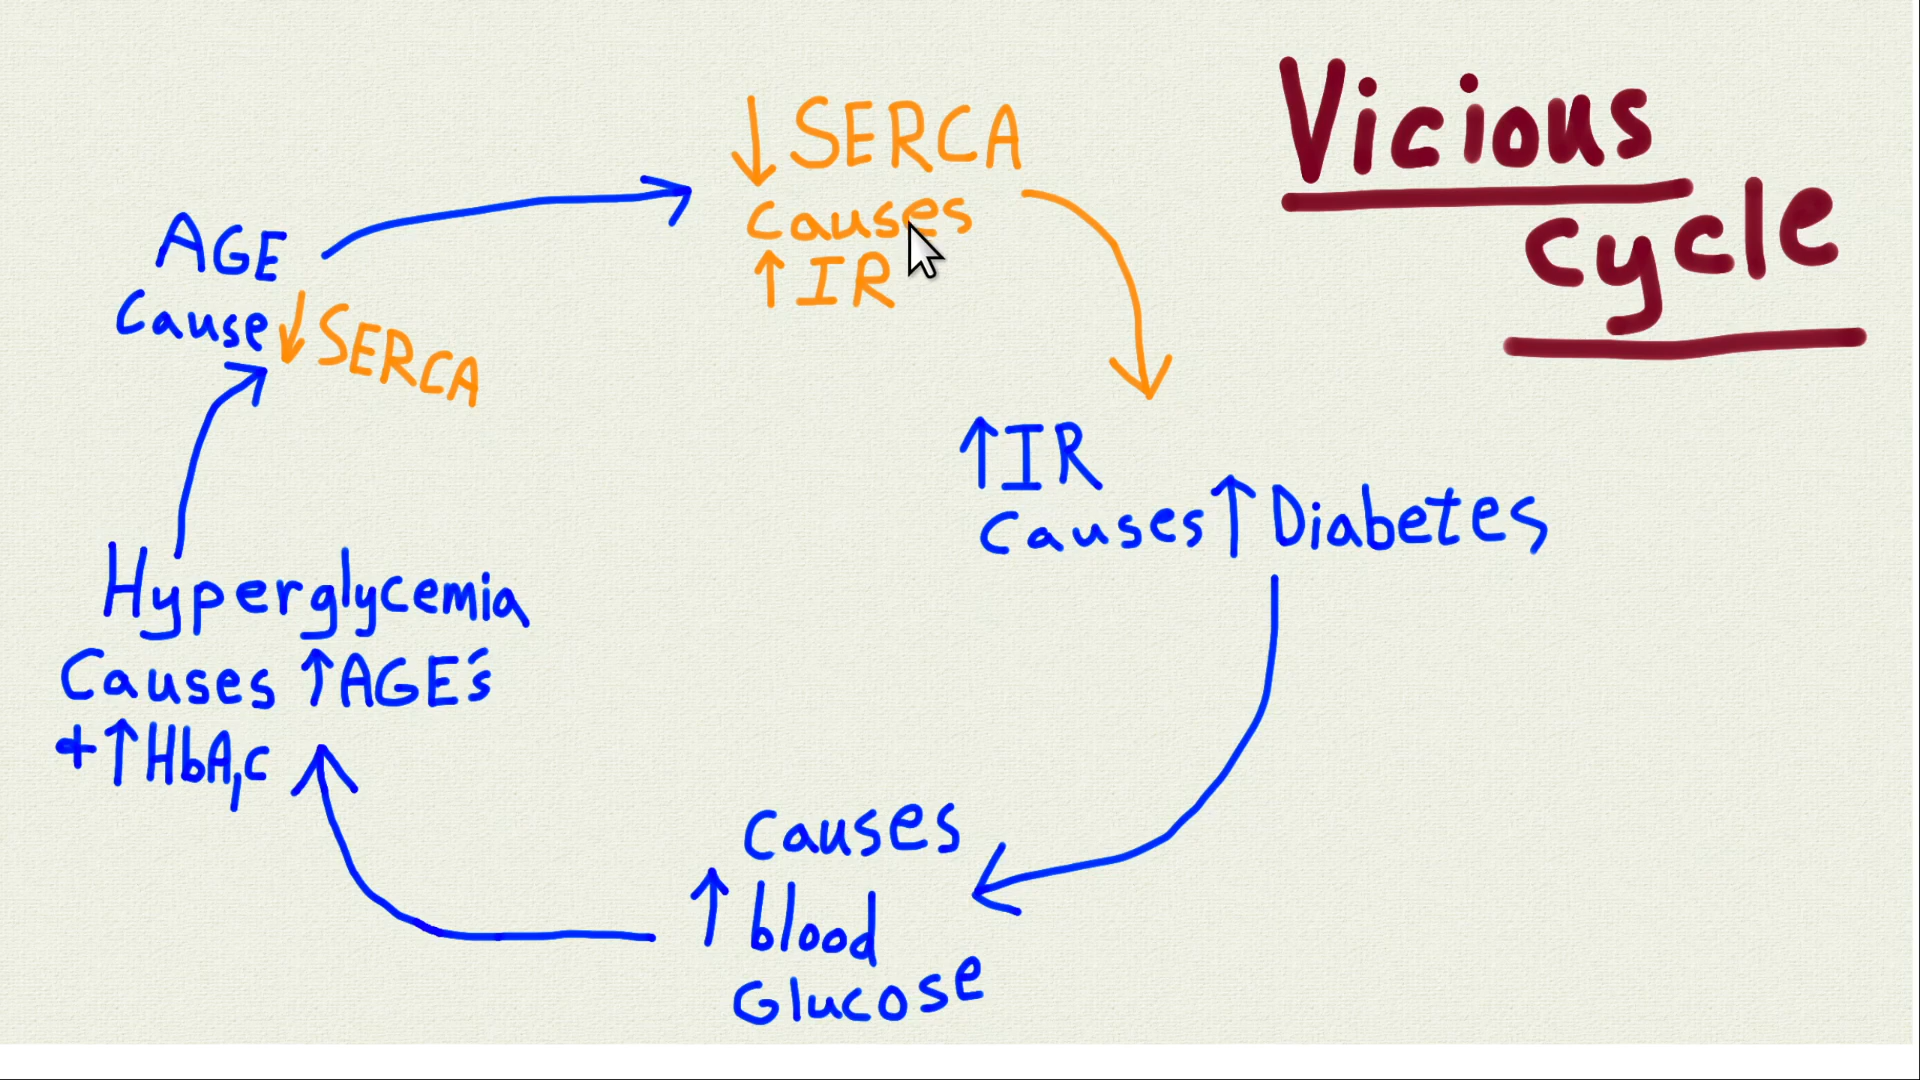 Vicious
cycle
↓ SERCA
causes
↑ IR
↑ IR
causes ↑ Diabetes
causes
↑ blood
Glucose
Hyperglycemia
Causes ↑ AGE's
+ ↑ HbA1c
AGE
Cause ↓ SERCA